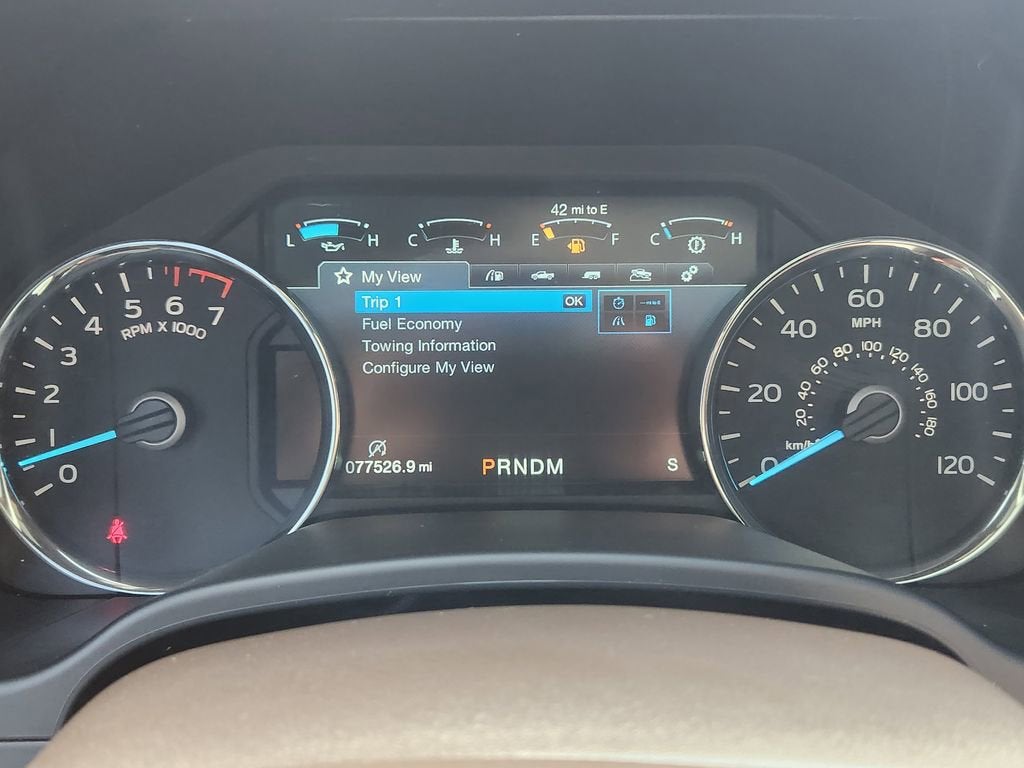 42 mi to E
L H C H E F C H
My View
Trip 1 OK
Fuel Economy
Towing Information
Configure My View
077526.9 mi PRNDM S
0 1 2 3 4 5 6 7
RPM X 1000
0 20 40 60 80 100 120
MPH
20 40 60 80 100 120 140 160 180
km/h